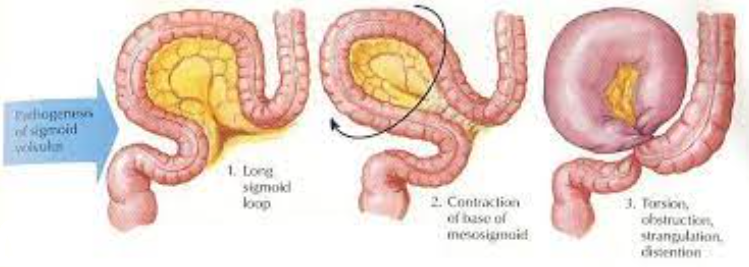 Pathogenesis
of sigmoid
volvulus
1. Long
sigmoid
loop
2. Contraction
of base of
mesosigmoid
3. Torsion,
obstruction,
strangulation,
distention